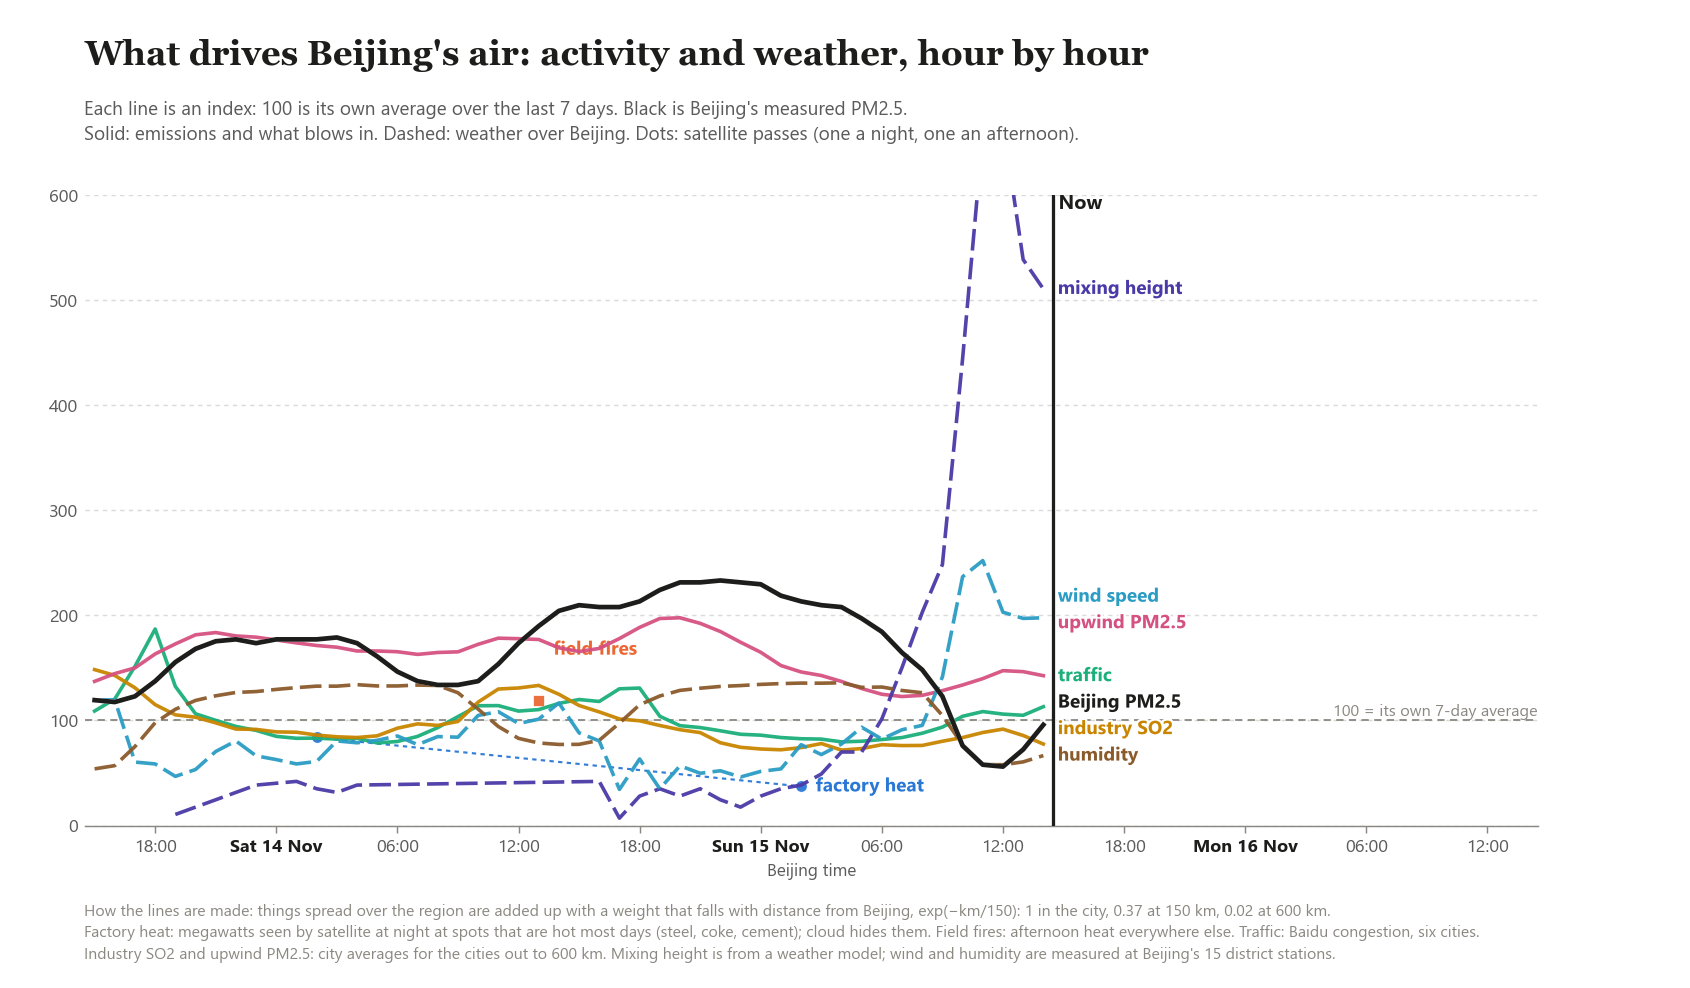 What drives Beijing's air: activity and weather, hour by hour
Each line is an index: 100 is its own average over the last 7 days. Black is Beijing's measured PM2.5.
Solid: emissions and what blows in. Dashed: weather over Beijing. Dots: satellite passes (one a night, one an afternoon).
600
Now
500
mixing height
400
300
wind speed
200
upwind PM2.5
field fires
traffic
Beijing PM2.5
100 = its own 7-day average
100
industry SO2
humidity
factory heat
0
18:00
Sat 14 Nov
06:00
12:00
18:00
Sun 15 Nov
06:00
12:00
18:00
Mon 16 Nov
06:00
12:00
Beijing time
How the lines are made: things spread over the region are added up with a weight that falls with distance from Beijing, exp(−km/150): 1 in the city, 0.37 at 150 km, 0.02 at 600 km.
Factory heat: megawatts seen by satellite at night at spots that are hot most days (steel, coke, cement); cloud hides them. Field fires: afternoon heat everywhere else. Traffic: Baidu congestion, six cities.
Industry SO2 and upwind PM2.5: city averages for the cities out to 600 km. Mixing height is from a weather model; wind and humidity are measured at Beijing's 15 district stations.